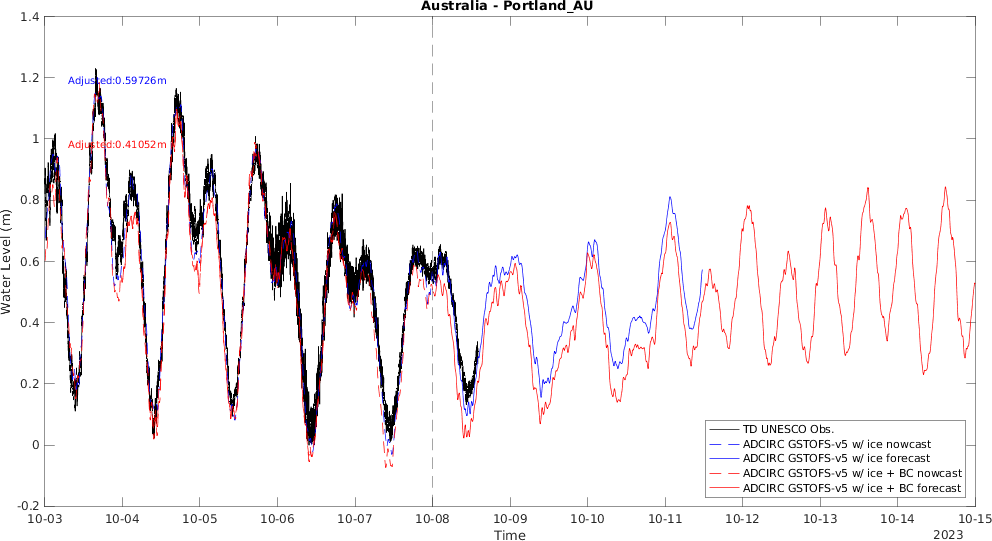 Australia - Portland_AU
1.4
1.2
1
0.8
0.6
0.4
0.2
0
-0.2
Water Level (m)
Adjusted:0.59726m
Adjusted:0.41052m
TD UNESCO Obs.
ADCIRC GSTOFS-v5 w/ ice nowcast
ADCIRC GSTOFS-v5 w/ ice forecast
ADCIRC GSTOFS-v5 w/ ice + BC nowcast
ADCIRC GSTOFS-v5 w/ ice + BC forecast
10-03 10-04 10-05 10-06 10-07 10-08 10-09 10-10 10-11 10-12 10-13 10-14 10-15
Time
2023